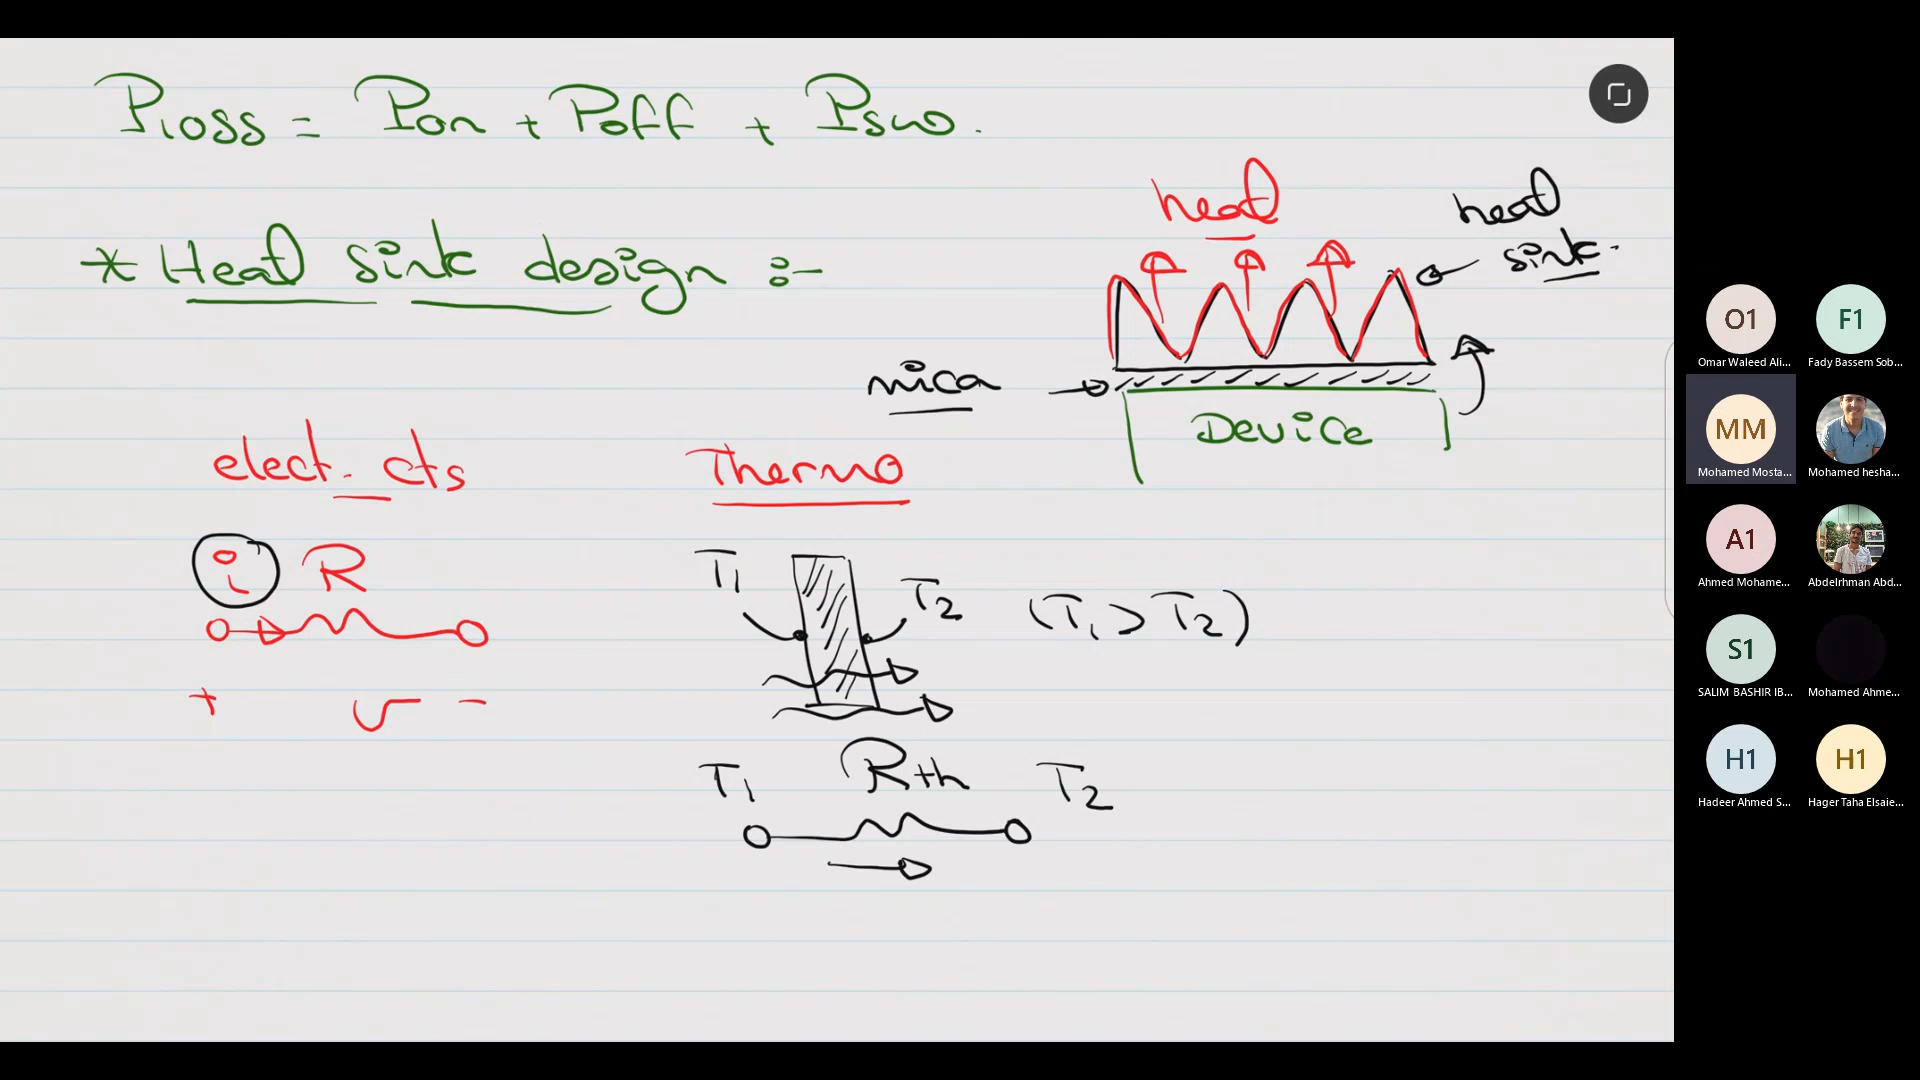 Ploss = Pon + Poff + Psw.
* Heat sink design :-
heat
heat
sink.
mica
Device
elect. cts
Thermo
i R
+ v -
T1
T2
(T1 > T2)
T1 Rth T2
O1
Omar Waleed Ali...
F1
Fady Bassem Sob...
MM
Mohamed Mosta...
Mohamed hesha...
A1
Ahmed Mohame...
Abdelrhman Abd...
S1
SALIM BASHIR IB...
Mohamed Ahme...
H1
Hadeer Ahmed S...
H1
Hager Taha Elsaie...